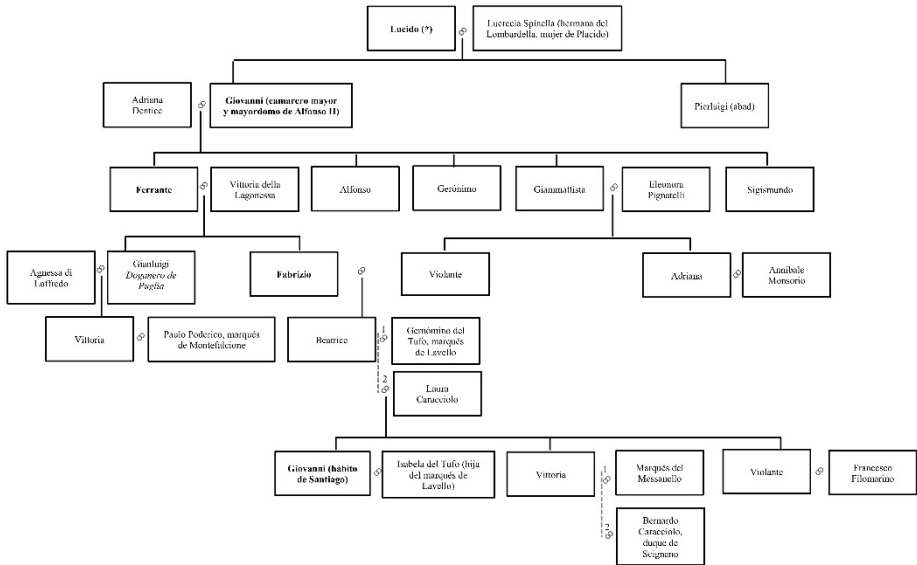 Lucido (*)
Lucrecia Spinella (hermana del
Lombardella, mujer de Placido)
Adriana
Dentice
Giovanni (camarero mayor
y mayordomo de Alfonso II)
Pierluigi (abad)
Ferrante
Vittoria della
Lagonessa
Alfonso
Gerónimo
Giammattista
Eleonora
Pignatelli
Sigismundo
Agnessa di
Loffredo
Gianluigi
Doganero de
Puglia
Fabrizio
Violante
Adriana
Annibale
Monsorio
Vittoria
Paulo Poderico, marqués
de Montefalcione
Beatrice
1
Gernómino del
Tufo, marqués
de Lavello
2
Laura
Caracciolo
Giovanni (hábito
de Santiago)
Isabela del Tufo (hija
del marqués de
Lavello)
Vittoria
1
Marqués del
Messanello
Violante
Francesco
Filomarino
2
Bernardo
Caracciolo,
duque de
Scignano